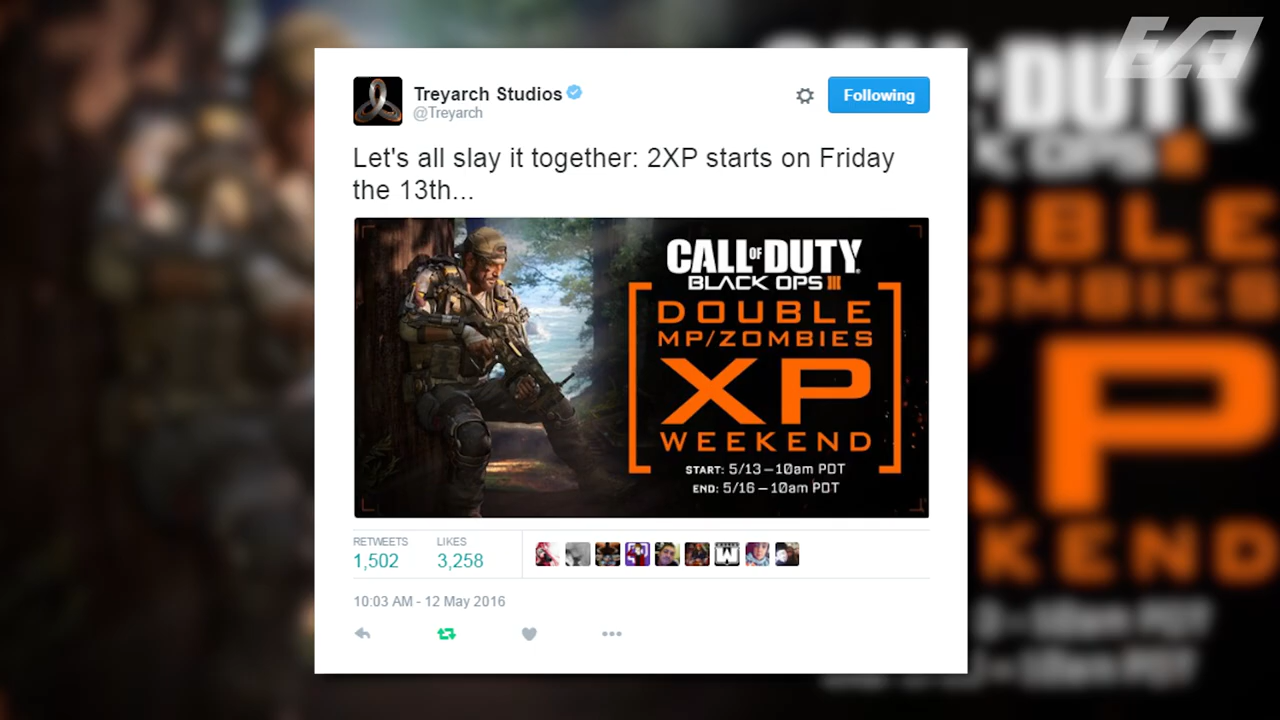 Treyarch Studios
@Treyarch
Following
Let's all slay it together: 2XP starts on Friday
the 13th...
CALL OF DUTY
BLACK OPS III
DOUBLE
MP/ZOMBIES
XP
WEEKEND
START: 5/13 – 10am PDT
END: 5/16 – 10am PDT
RETWEETS
1,502
LIKES
3,258
10:03 AM - 12 May 2016